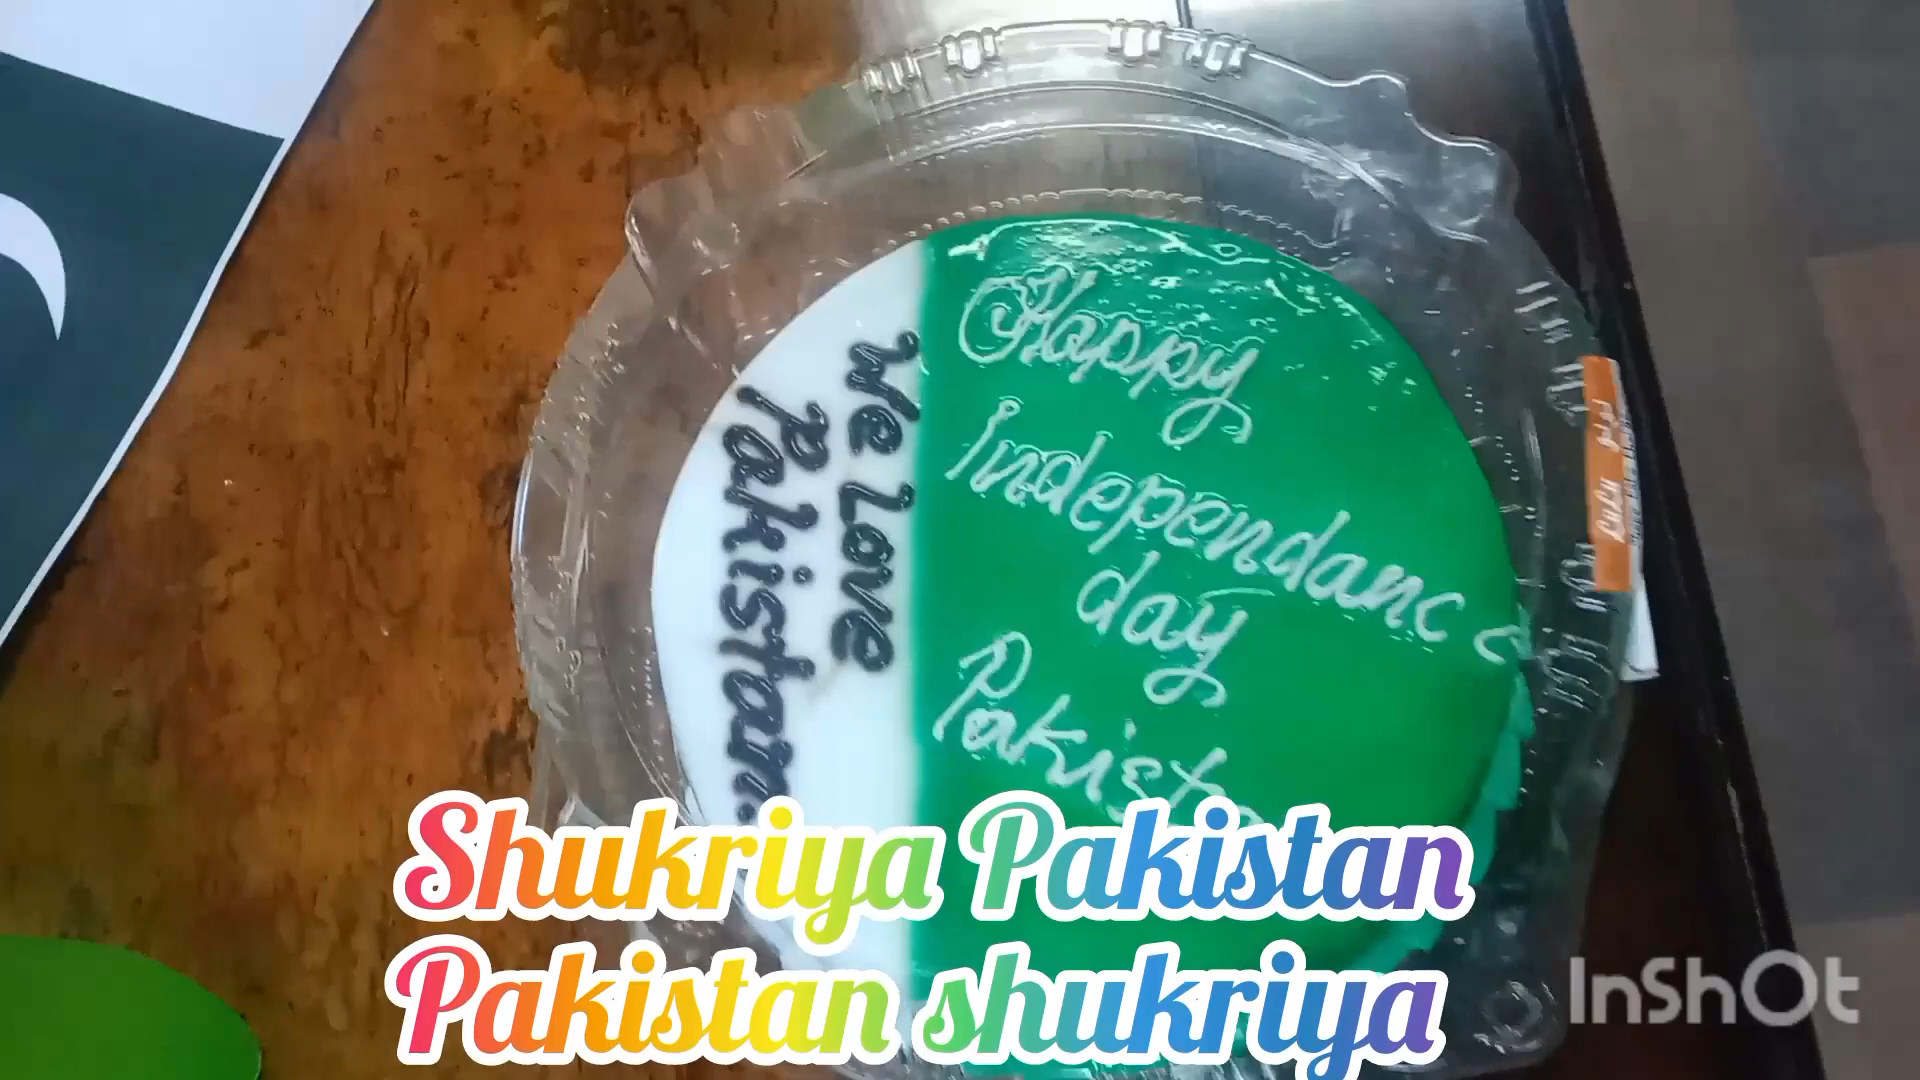 We Love
Pakistan
Happy
Independanc e
day
Shukriya Pakistan
Pakistan shukriya
InShOt